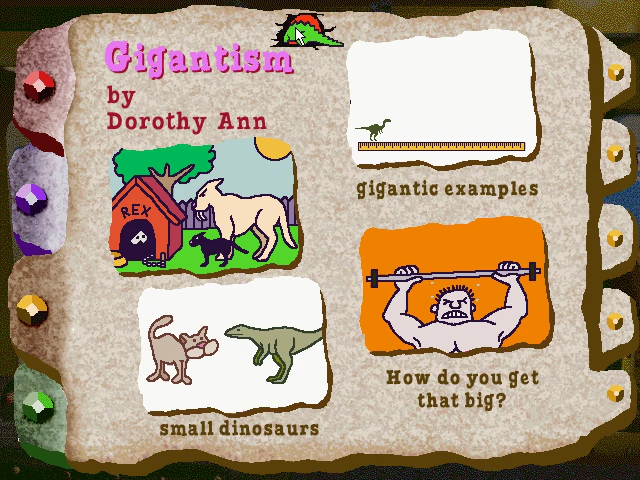 Gigantism
by
Dorothy Ann
REX
gigantic examples
small dinosaurs
How do you get
that big?